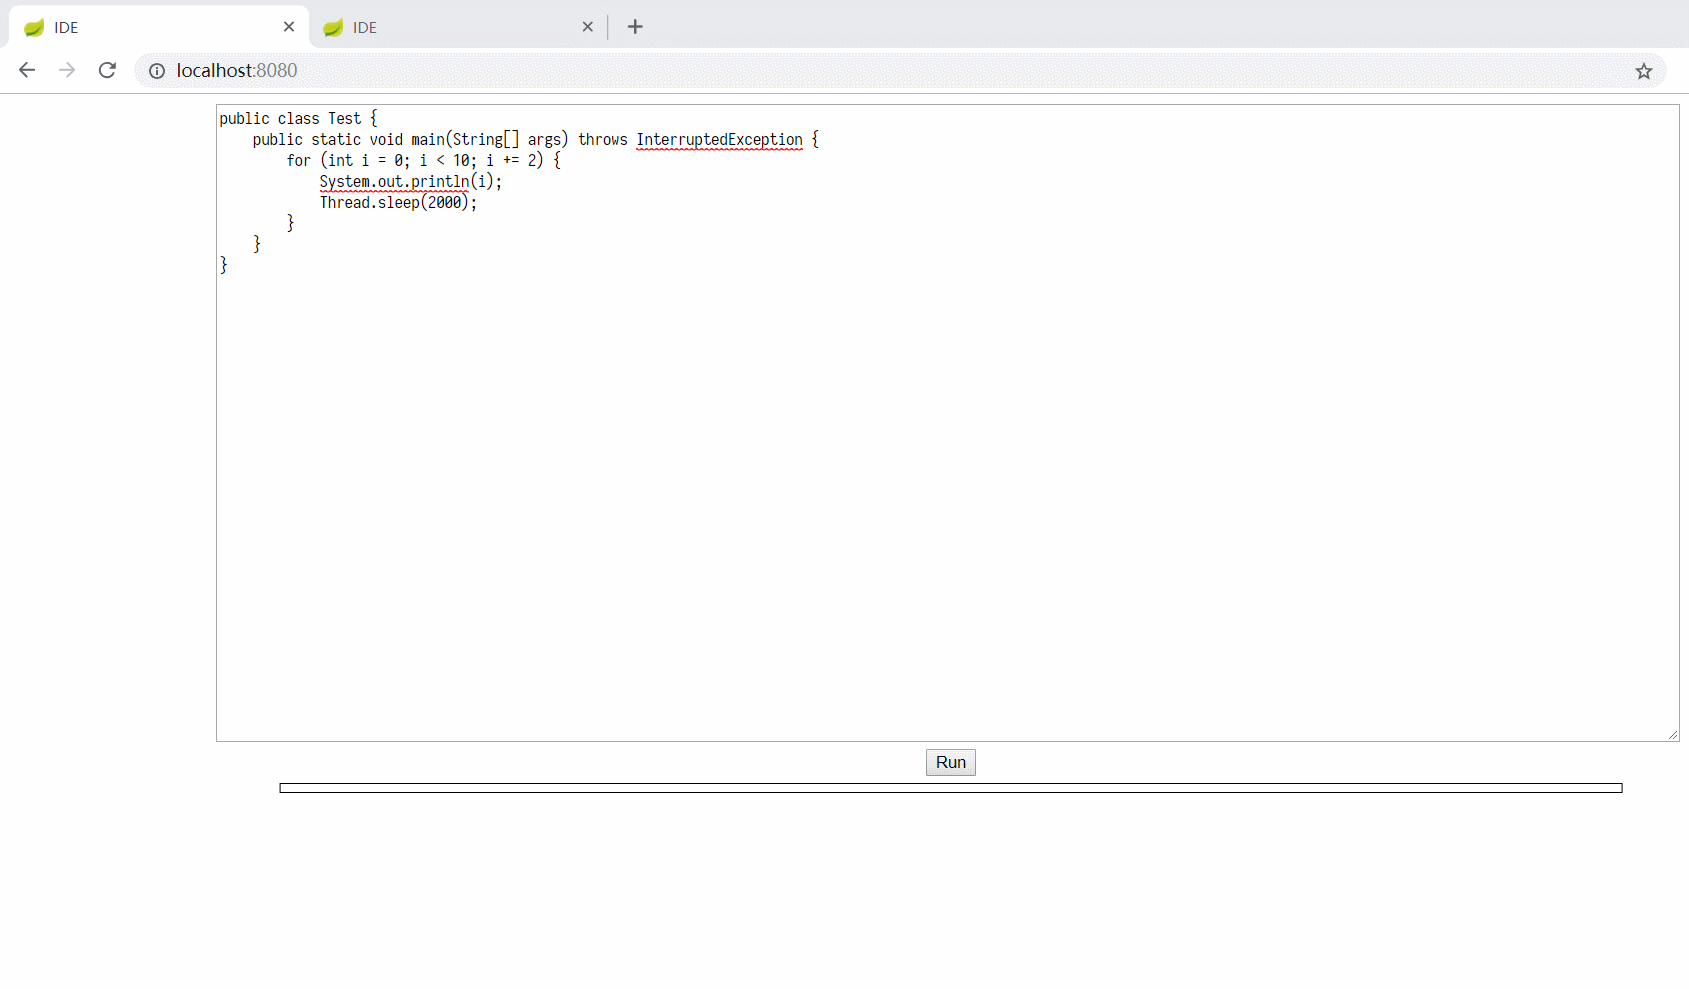 IDE
IDE
localhost:8080
public class Test {
    public static void main(String[] args) throws InterruptedException {
        for (int i = 0; i < 10; i += 2) {
            System.out.println(i);
            Thread.sleep(2000);
        }
    }
}
Run